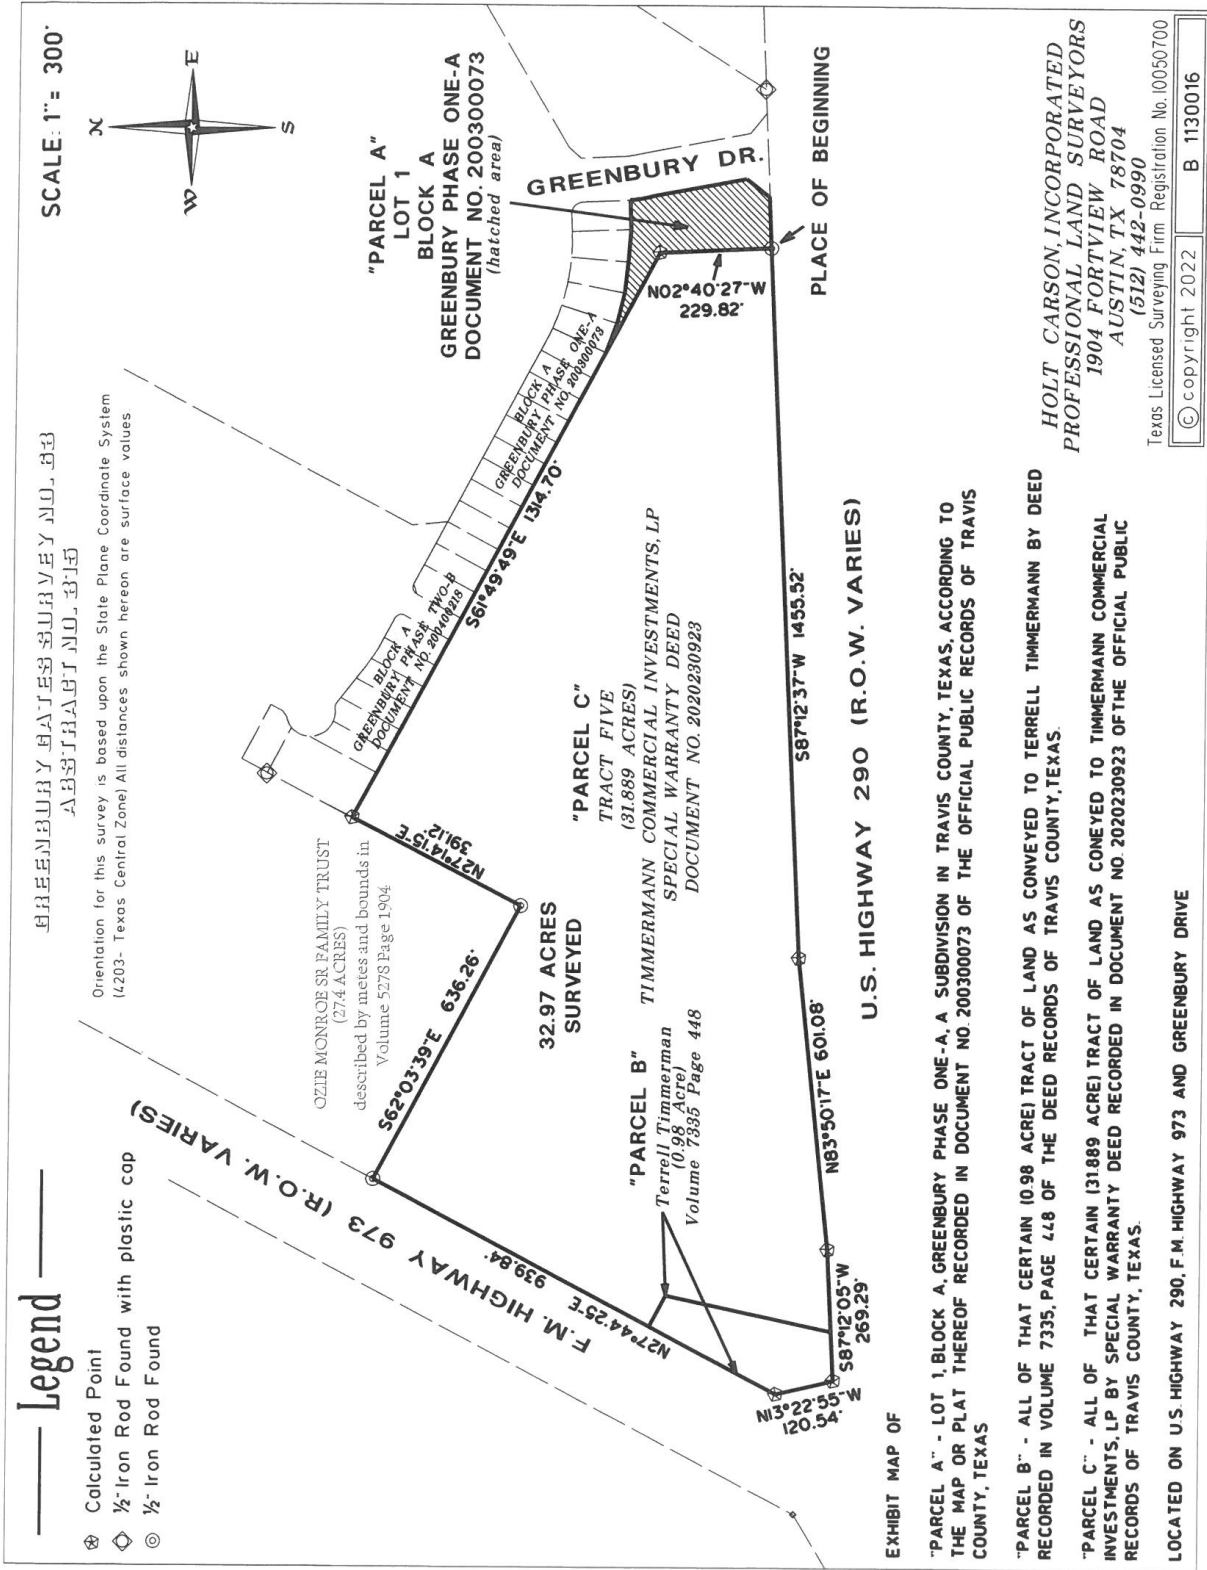 Legend
Calculated Point
½" Iron Rod Found with plastic cap
½" Iron Rod Found
GREENBURY GATES SURVEY NO. 63
ABSTRACT NO. 315
Orientation for this survey is based upon the State Plane Coordinate System
(4203- Texas Central Zone) All distances shown hereon are surface values
SCALE: 1"= 300'
N
W
E
S
"PARCEL A"
LOT 1
BLOCK A
GREENBURY PHASE ONE-A
DOCUMENT NO. 200300073
(hatched area)
GREENBURY DR.
PLACE OF BEGINNING
N02°40'27"W
229.82'
BLOCK A
GREENBURY PHASE ONE-A
DOCUMENT NO. 200300073
S61°49'49"E 1314.70'
BLOCK A
GREENBURY PHASE TWO-B
DOCUMENT NO. 200400218
N27°14'15"E
391.12'
OZIE MONROE SR FAMILY TRUST
(27.4 ACRES)
described by metes and bounds in
Volume 5278 Page 1904
S62°03'39"E 636.26'
32.97 ACRES
SURVEYED
"PARCEL C"
TRACT FIVE
(31.889 ACRES)
TIMMERMANN COMMERCIAL INVESTMENTS, LP
SPECIAL WARRANTY DEED
DOCUMENT NO. 2020230923
"PARCEL B"
Terrell Timmerman
(0.98 Acre)
Volume 7335 Page 448
F.M. HIGHWAY 973 (R.O.W. VARIES)
N27°44'25"E 939.84'
N13°22'55"W
120.54'
S87°12'05"W
269.29'
N83°50'17"E 601.08'
S87°12'37"W 1455.52'
U.S. HIGHWAY 290 (R.O.W. VARIES)
EXHIBIT MAP OF
"PARCEL A" - LOT 1, BLOCK A, GREENBURY PHASE ONE-A, A SUBDIVISION IN TRAVIS COUNTY, TEXAS, ACCORDING TO
THE MAP OR PLAT THEREOF RECORDED IN DOCUMENT NO. 200300073 OF THE OFFICIAL PUBLIC RECORDS OF TRAVIS
COUNTY, TEXAS
"PARCEL B" - ALL OF THAT CERTAIN (0.98 ACRE) TRACT OF LAND AS CONVEYED TO TERRELL TIMMERMANN BY DEED
RECORDED IN VOLUME 7335, PAGE 448 OF THE DEED RECORDS OF TRAVIS COUNTY, TEXAS.
"PARCEL C" - ALL OF THAT CERTAIN (31.889 ACRE) TRACT OF LAND AS CONEYED TO TIMMERMANN COMMERCIAL
INVESTMENTS, LP BY SPECIAL WARRANTY DEED RECORDED IN DOCUMENT NO. 2020230923 OF THE OFFICIAL PUBLIC
RECORDS OF TRAVIS COUNTY, TEXAS.
LOCATED ON U.S. HIGHWAY 290, F.M. HIGHWAY 973 AND GREENBURY DRIVE
HOLT CARSON, INCORPORATED
PROFESSIONAL LAND SURVEYORS
1904 FORTVIEW ROAD
AUSTIN, TX 78704
(512) 442-0990
Texas Licensed Surveying Firm Registration No. 10050700
© copyright 2022
B 1130016